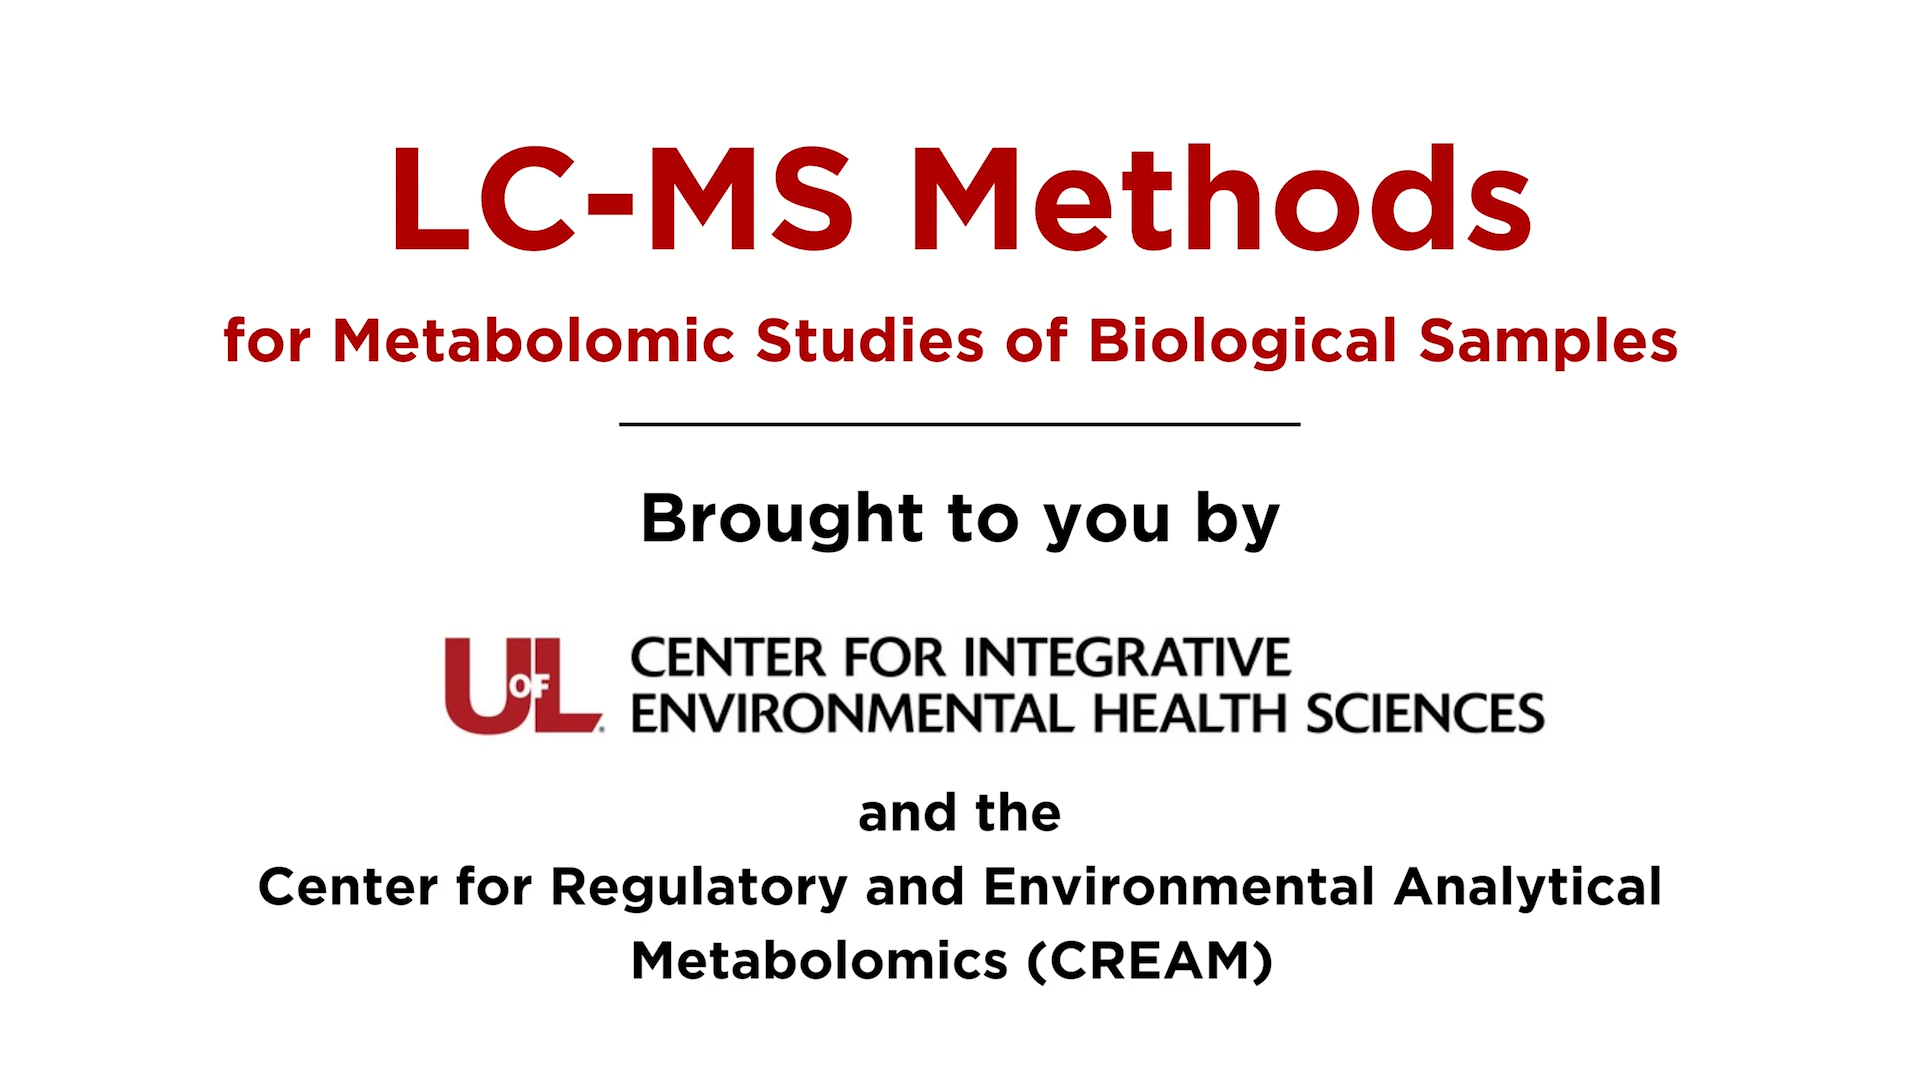 LC-MS Methods
for Metabolomic Studies of Biological Samples
Brought to you by
UofL CENTER FOR INTEGRATIVE
ENVIRONMENTAL HEALTH SCIENCES
and the
Center for Regulatory and Environmental Analytical
Metabolomics (CREAM)